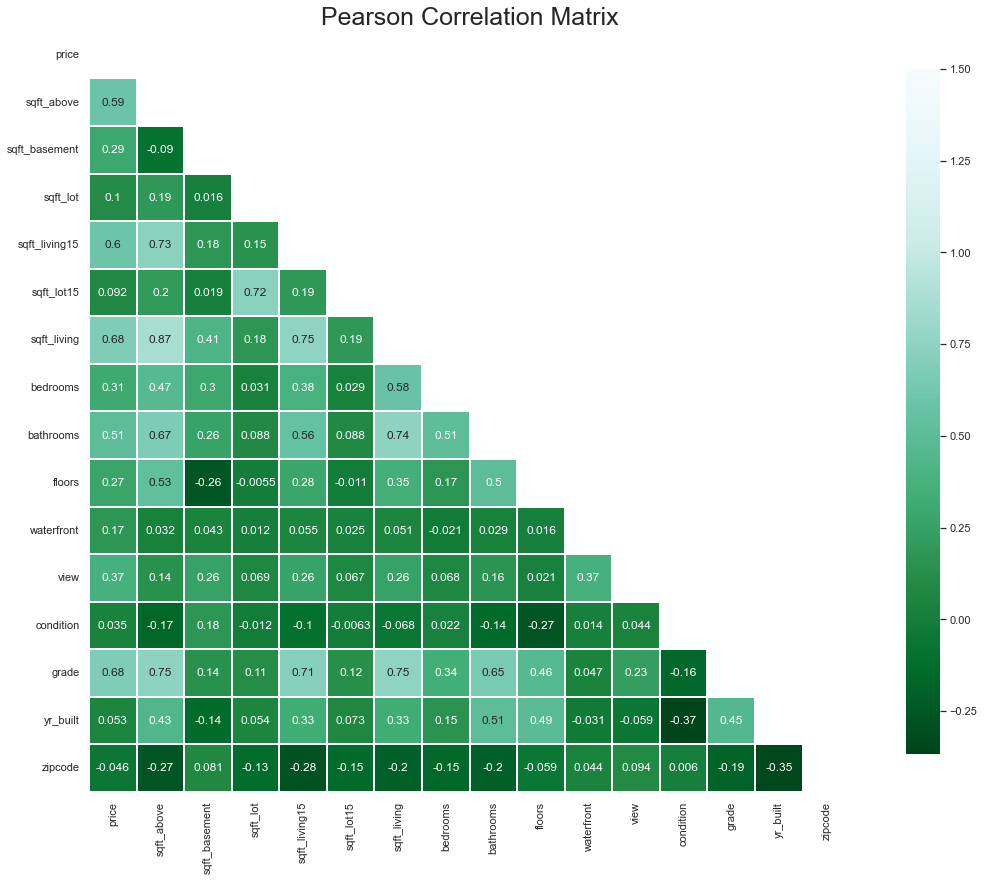 Pearson Correlation Matrix
price
sqft_above 0.59
sqft_basement 0.29 -0.09
sqft_lot 0.1 0.19 0.016
sqft_living15 0.6 0.73 0.18 0.15
sqft_lot15 0.092 0.2 0.019 0.72 0.19
sqft_living 0.68 0.87 0.41 0.18 0.75 0.19
bedrooms 0.31 0.47 0.3 0.031 0.38 0.029 0.58
bathrooms 0.51 0.67 0.26 0.088 0.56 0.088 0.74 0.51
floors 0.27 0.53 -0.26 -0.0055 0.28 -0.011 0.35 0.17 0.5
waterfront 0.17 0.032 0.043 0.012 0.055 0.025 0.051 -0.021 0.029 0.016
view 0.37 0.14 0.26 0.069 0.26 0.067 0.26 0.068 0.16 0.021 0.37
condition 0.035 -0.17 0.18 -0.012 -0.1 -0.0063 -0.068 0.022 -0.14 -0.27 0.014 0.044
grade 0.68 0.75 0.14 0.11 0.71 0.12 0.75 0.34 0.65 0.46 0.047 0.23 -0.16
yr_built 0.053 0.43 -0.14 0.054 0.33 0.073 0.33 0.15 0.51 0.49 -0.031 -0.059 -0.37 0.45
zipcode -0.046 -0.27 0.081 -0.13 -0.28 -0.15 -0.2 -0.15 -0.2 -0.059 0.044 0.094 0.006 -0.19 -0.35
price sqft_above sqft_basement sqft_lot sqft_living15 sqft_lot15 sqft_living bedrooms bathrooms floors waterfront view condition grade yr_built zipcode
1.50
1.25
1.00
0.75
0.50
0.25
0.00
−0.25